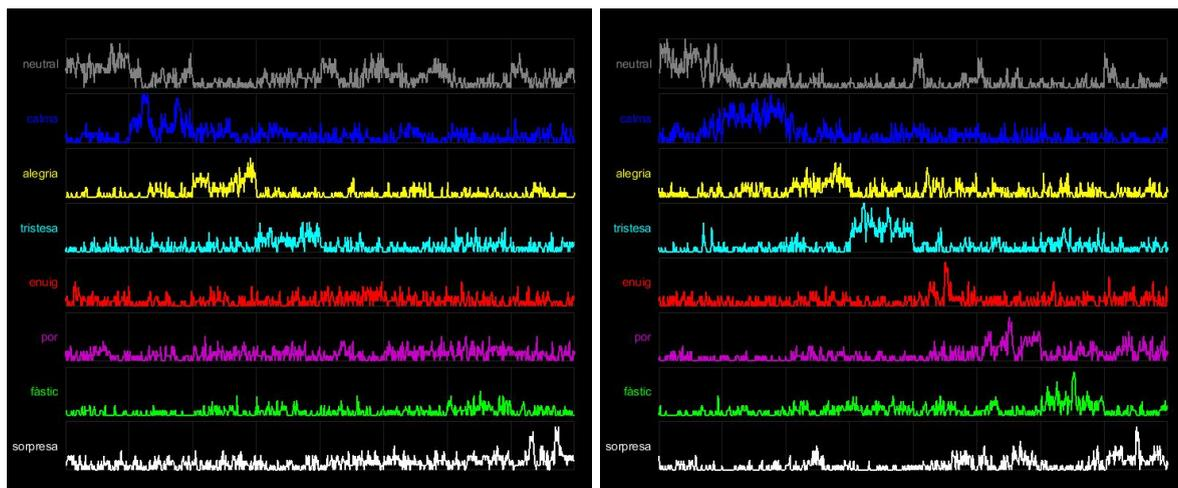 neutral
calma
alegria
tristesa
enuig
por
fàstic
sorpresa
neutral
calma
alegria
tristesa
enuig
por
fàstic
sorpresa